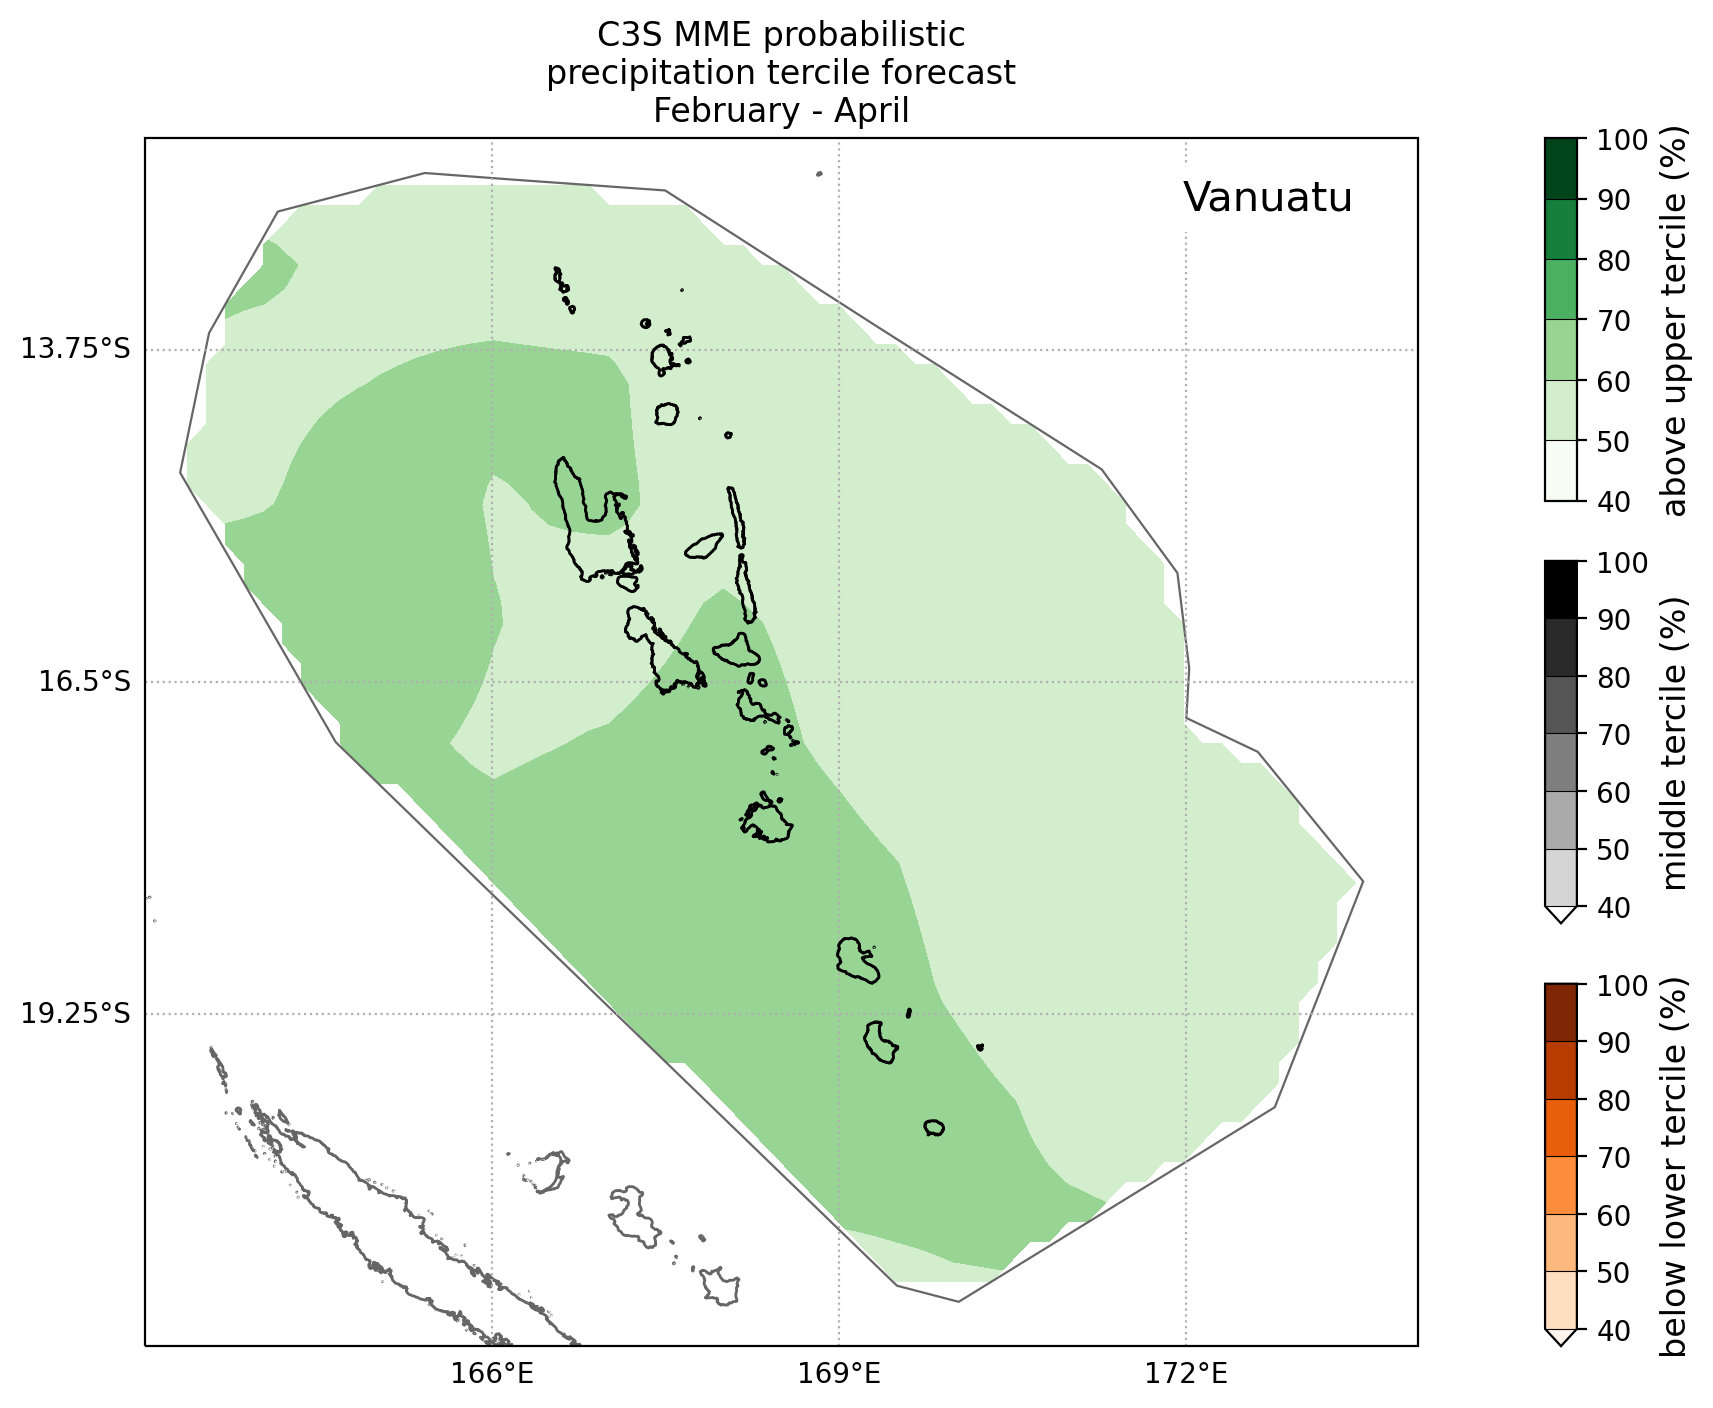 C3S MME probabilistic
precipitation tercile forecast
February - April
Vanuatu
13.75°S
16.5°S
19.25°S
166°E
169°E
172°E
100
90
80
70
60
50
40
above upper tercile (%)
100
90
80
70
60
50
40
middle tercile (%)
100
90
80
70
60
50
40
below lower tercile (%)